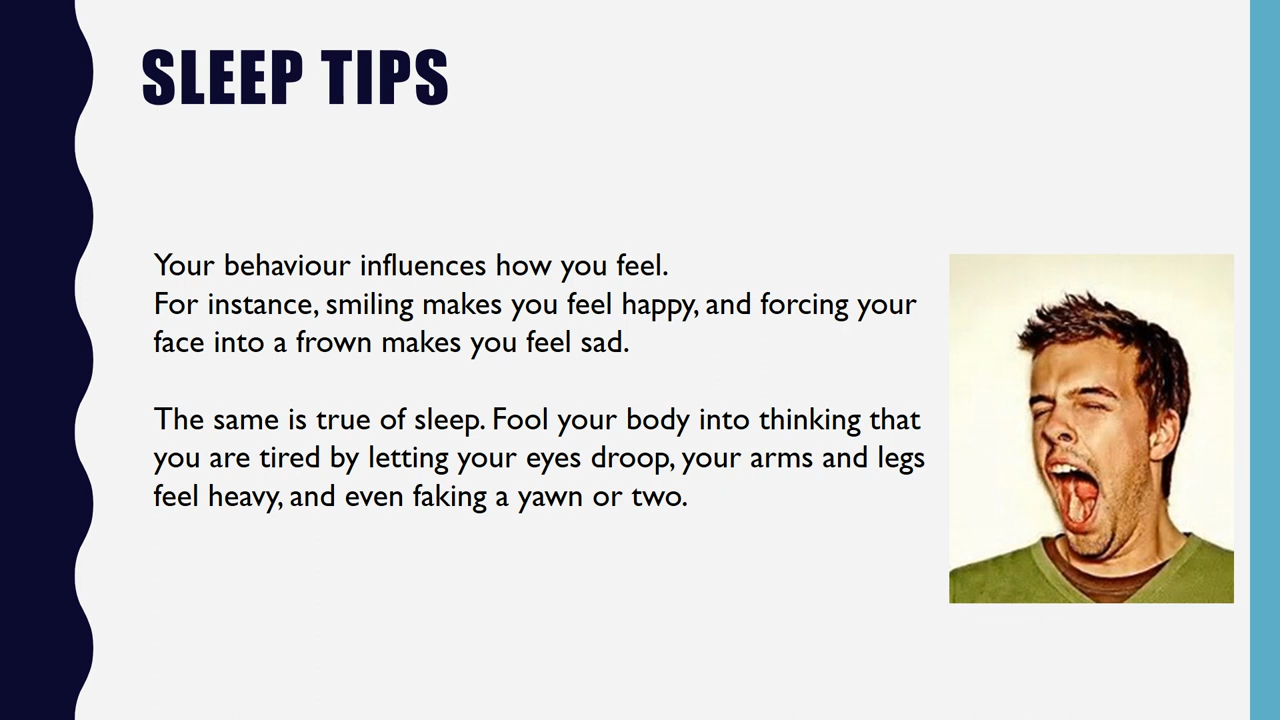 SLEEP TIPS
Your behaviour influences how you feel.
For instance, smiling makes you feel happy, and forcing your
face into a frown makes you feel sad.
The same is true of sleep. Fool your body into thinking that
you are tired by letting your eyes droop, your arms and legs
feel heavy, and even faking a yawn or two.